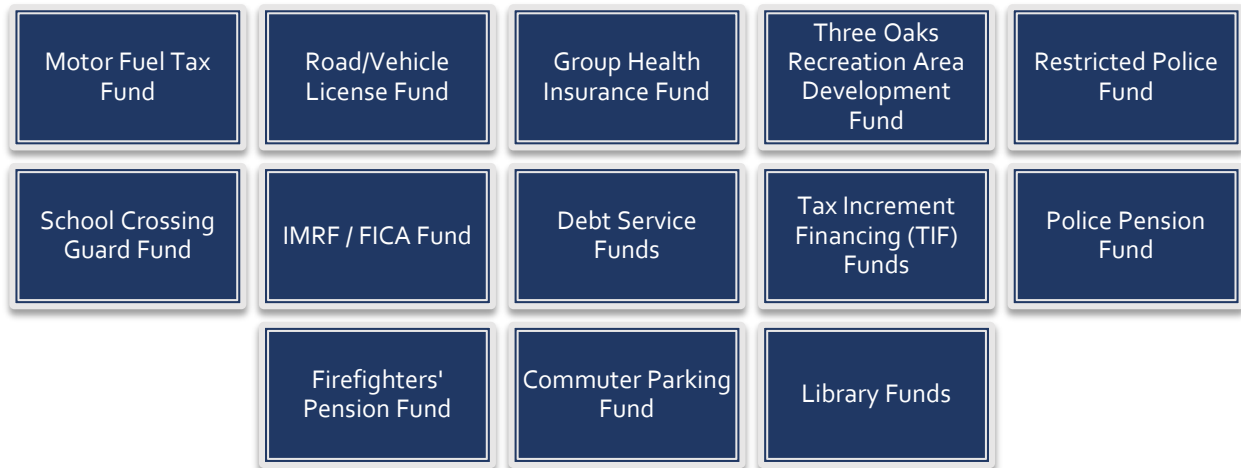 Motor Fuel Tax
Fund
Road/Vehicle
License Fund
Group Health
Insurance Fund
Three Oaks
Recreation Area
Development
Fund
Restricted Police
Fund
School Crossing
Guard Fund
IMRF / FICA Fund
Debt Service
Funds
Tax Increment
Financing (TIF)
Funds
Police Pension
Fund
Firefighters'
Pension Fund
Commuter Parking
Fund
Library Funds